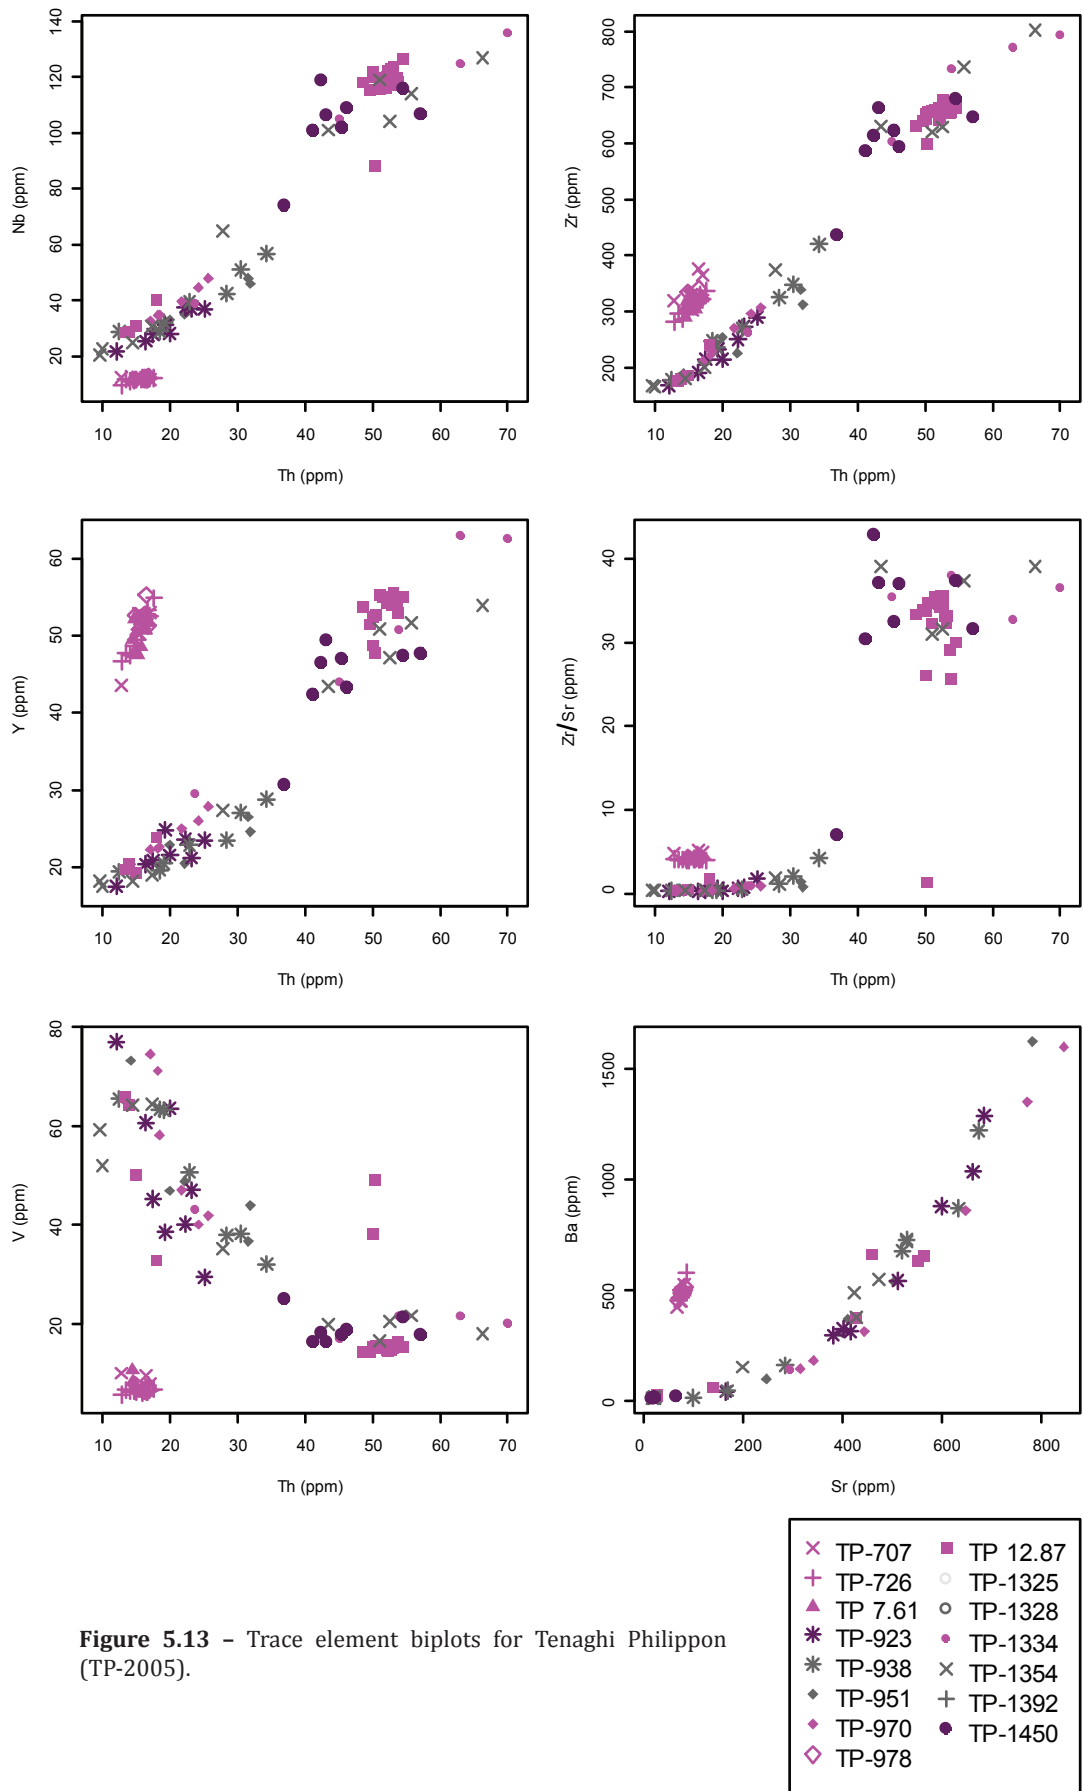 140
120
100
80
60
40
20
Nb (ppm)
10 20 30 40 50 60 70
Th (ppm)
800
700
600
500
400
300
200
Zr (ppm)
10 20 30 40 50 60 70
Th (ppm)
60
50
40
30
20
Y (ppm)
10 20 30 40 50 60 70
Th (ppm)
40
30
20
10
0
Zr/Sr (ppm)
10 20 30 40 50 60 70
Th (ppm)
80
60
40
20
V (ppm)
10 20 30 40 50 60 70
Th (ppm)
1500
1000
500
0
Ba (ppm)
0 200 400 600 800
Sr (ppm)
TP-707
TP-726
TP 7.61
TP-923
TP-938
TP-951
TP-970
TP-978
TP 12.87
TP-1325
TP-1328
TP-1334
TP-1354
TP-1392
TP-1450
Figure 5.13 – Trace element biplots for Tenaghi Philippon
(TP-2005).